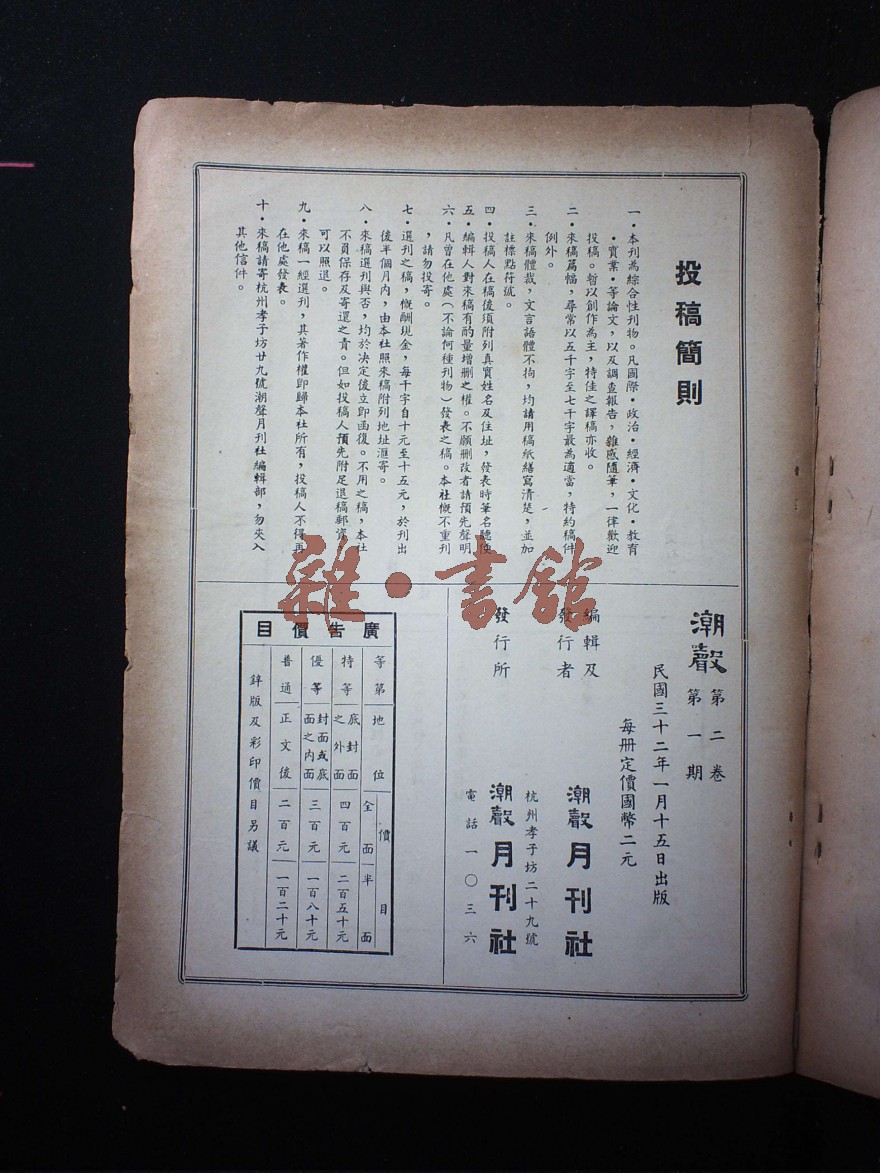 投稿簡則
一・本刊為綜合性刊物。凡國際・政治・經濟・文化・教育
・實業・等論文，以及調查報告，雜感隨筆，一律歡迎
投稿。暫以創作為主，特佳之譯稿亦收。
二・來稿篇幅，尋常以五千字至七千字最為適當，特約稿件
例外。
三・來稿體裁，文言語體不拘，均請用稿紙繕寫清楚，並加
註標點符號。
四・投稿人在稿後須附列真實姓名及住址，發表時筆名聽便
五・編輯人對來稿有酌量增刪之權。不願刪改者請預先聲明
六・凡曾在他處（不論何種刊物）發表之稿。本社概不重刊
，請勿投寄。
七・選刊之稿，概酬現金，每千字自十元至十五元，於刊出
後半個月內，由本社照來稿附列地址滙寄。
八・來稿選刊與否，均於決定後立即函復。不用之稿，本社
不負保存及寄還之責。但如投稿人預先附足退稿郵資
可以照退。
九・來稿一經選刊，其著作權即歸本社所有，投稿人不得再
在他處發表。
十・來稿請寄杭州孝子坊廿九號潮聲月刊社編輯部，勿夾入
其他信件。
潮聲 第二卷
第一期
民國三十二年一月十五日出版
每册定價國幣二元
編輯及
發行者
潮聲月刊社
杭州孝子坊二十九號
發行所
潮聲月刊社
電話一〇三六
廣告價目
等第 地位 價目
全面 半面
特等 底封面之外面 四百元 二百五十元
優等 封面或底面之內面 三百元 一百八十元
普通 正文後 二百元 一百二十元
鋅版及彩印價目另議
雜・書館